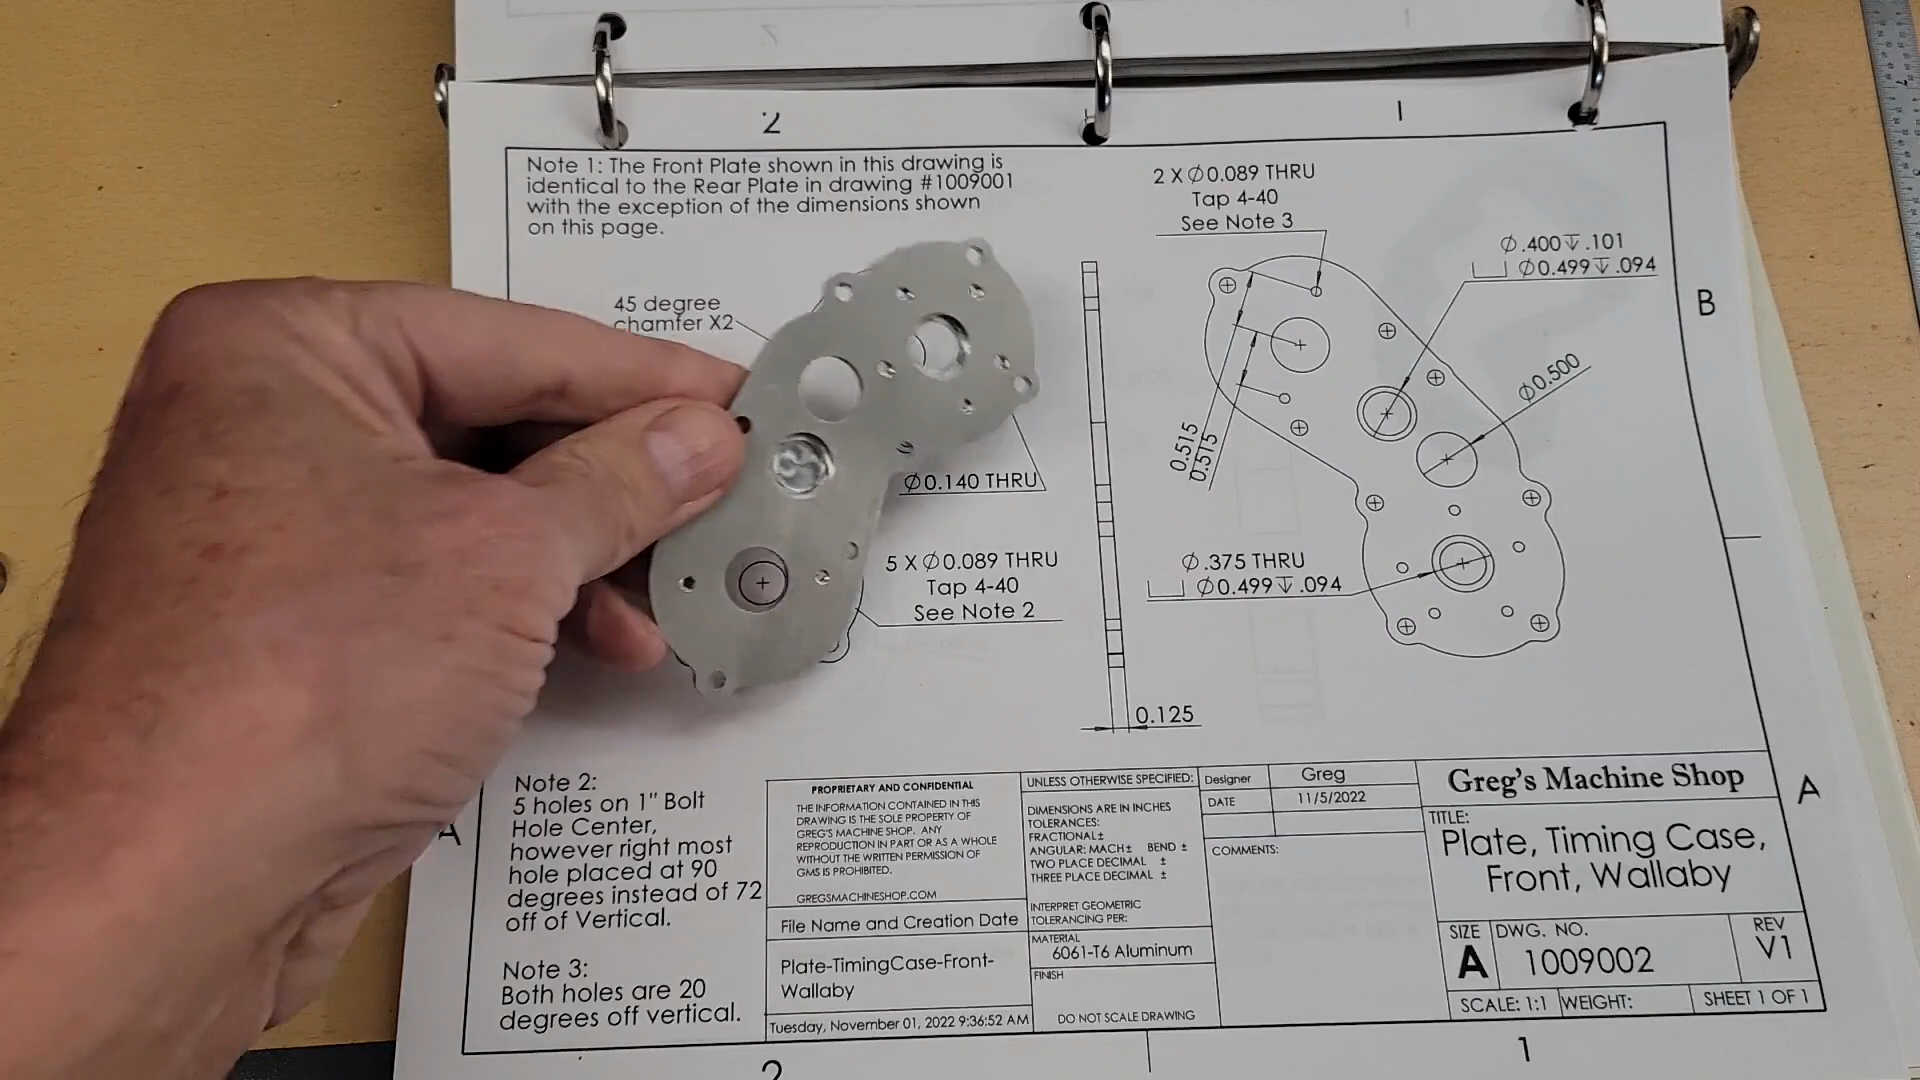 2
1
Note 1: The Front Plate shown in this drawing is
identical to the Rear Plate in drawing #1009001
with the exception of the dimensions shown
on this page.
2 X Ø0.089 THRU
Tap 4-40
See Note 3
Ø.400↧.101
⌴ Ø0.499↧.094
B
45 degree
chamfer X2
Ø0.500
0.515
0.515
Ø0.140 THRU
5 X Ø0.089 THRU
Tap 4-40
See Note 2
Ø.375 THRU
⌴ Ø0.499↧.094
0.125
A
A
Note 2:
5 holes on 1" Bolt
Hole Center,
however right most
hole placed at 90
degrees instead of 72
off of Vertical.
Note 3:
Both holes are 20
degrees off vertical.
PROPRIETARY AND CONFIDENTIAL
THE INFORMATION CONTAINED IN THIS
DRAWING IS THE SOLE PROPERTY OF
GREG'S MACHINE SHOP. ANY
REPRODUCTION IN PART OR AS A WHOLE
WITHOUT THE WRITTEN PERMISSION OF
GMS IS PROHIBITED.
GREGSMACHINESHOP.COM
File Name and Creation Date
Plate-TimingCase-Front-
Wallaby
Tuesday, November 01, 2022 9:36:52 AM
UNLESS OTHERWISE SPECIFIED:
DIMENSIONS ARE IN INCHES
TOLERANCES:
FRACTIONAL±
ANGULAR: MACH± BEND ±
TWO PLACE DECIMAL ±
THREE PLACE DECIMAL ±
INTERPRET GEOMETRIC
TOLERANCING PER:
MATERIAL
6061-T6 Aluminum
FINISH
DO NOT SCALE DRAWING
Designer Greg
DATE 11/5/2022
COMMENTS:
Greg's Machine Shop
TITLE:
Plate, Timing Case,
Front, Wallaby
SIZE DWG. NO. REV
A 1009002 V1
SCALE: 1:1 WEIGHT: SHEET 1 OF 1
2
1